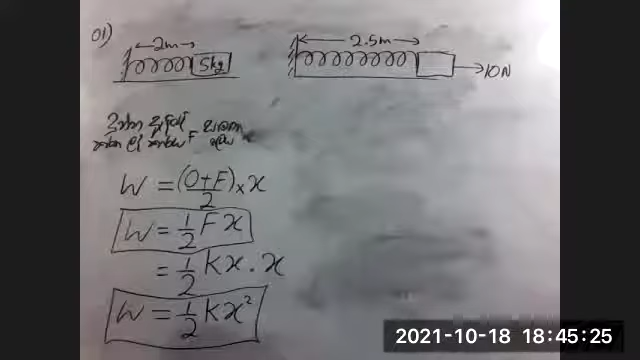 01)
2m
5kg
2.5m
10N
W = (0+F)/2 × x
W = 1/2 Fx
= 1/2 Kx . x
W = 1/2 Kx²
2021-10-18 18:45:25